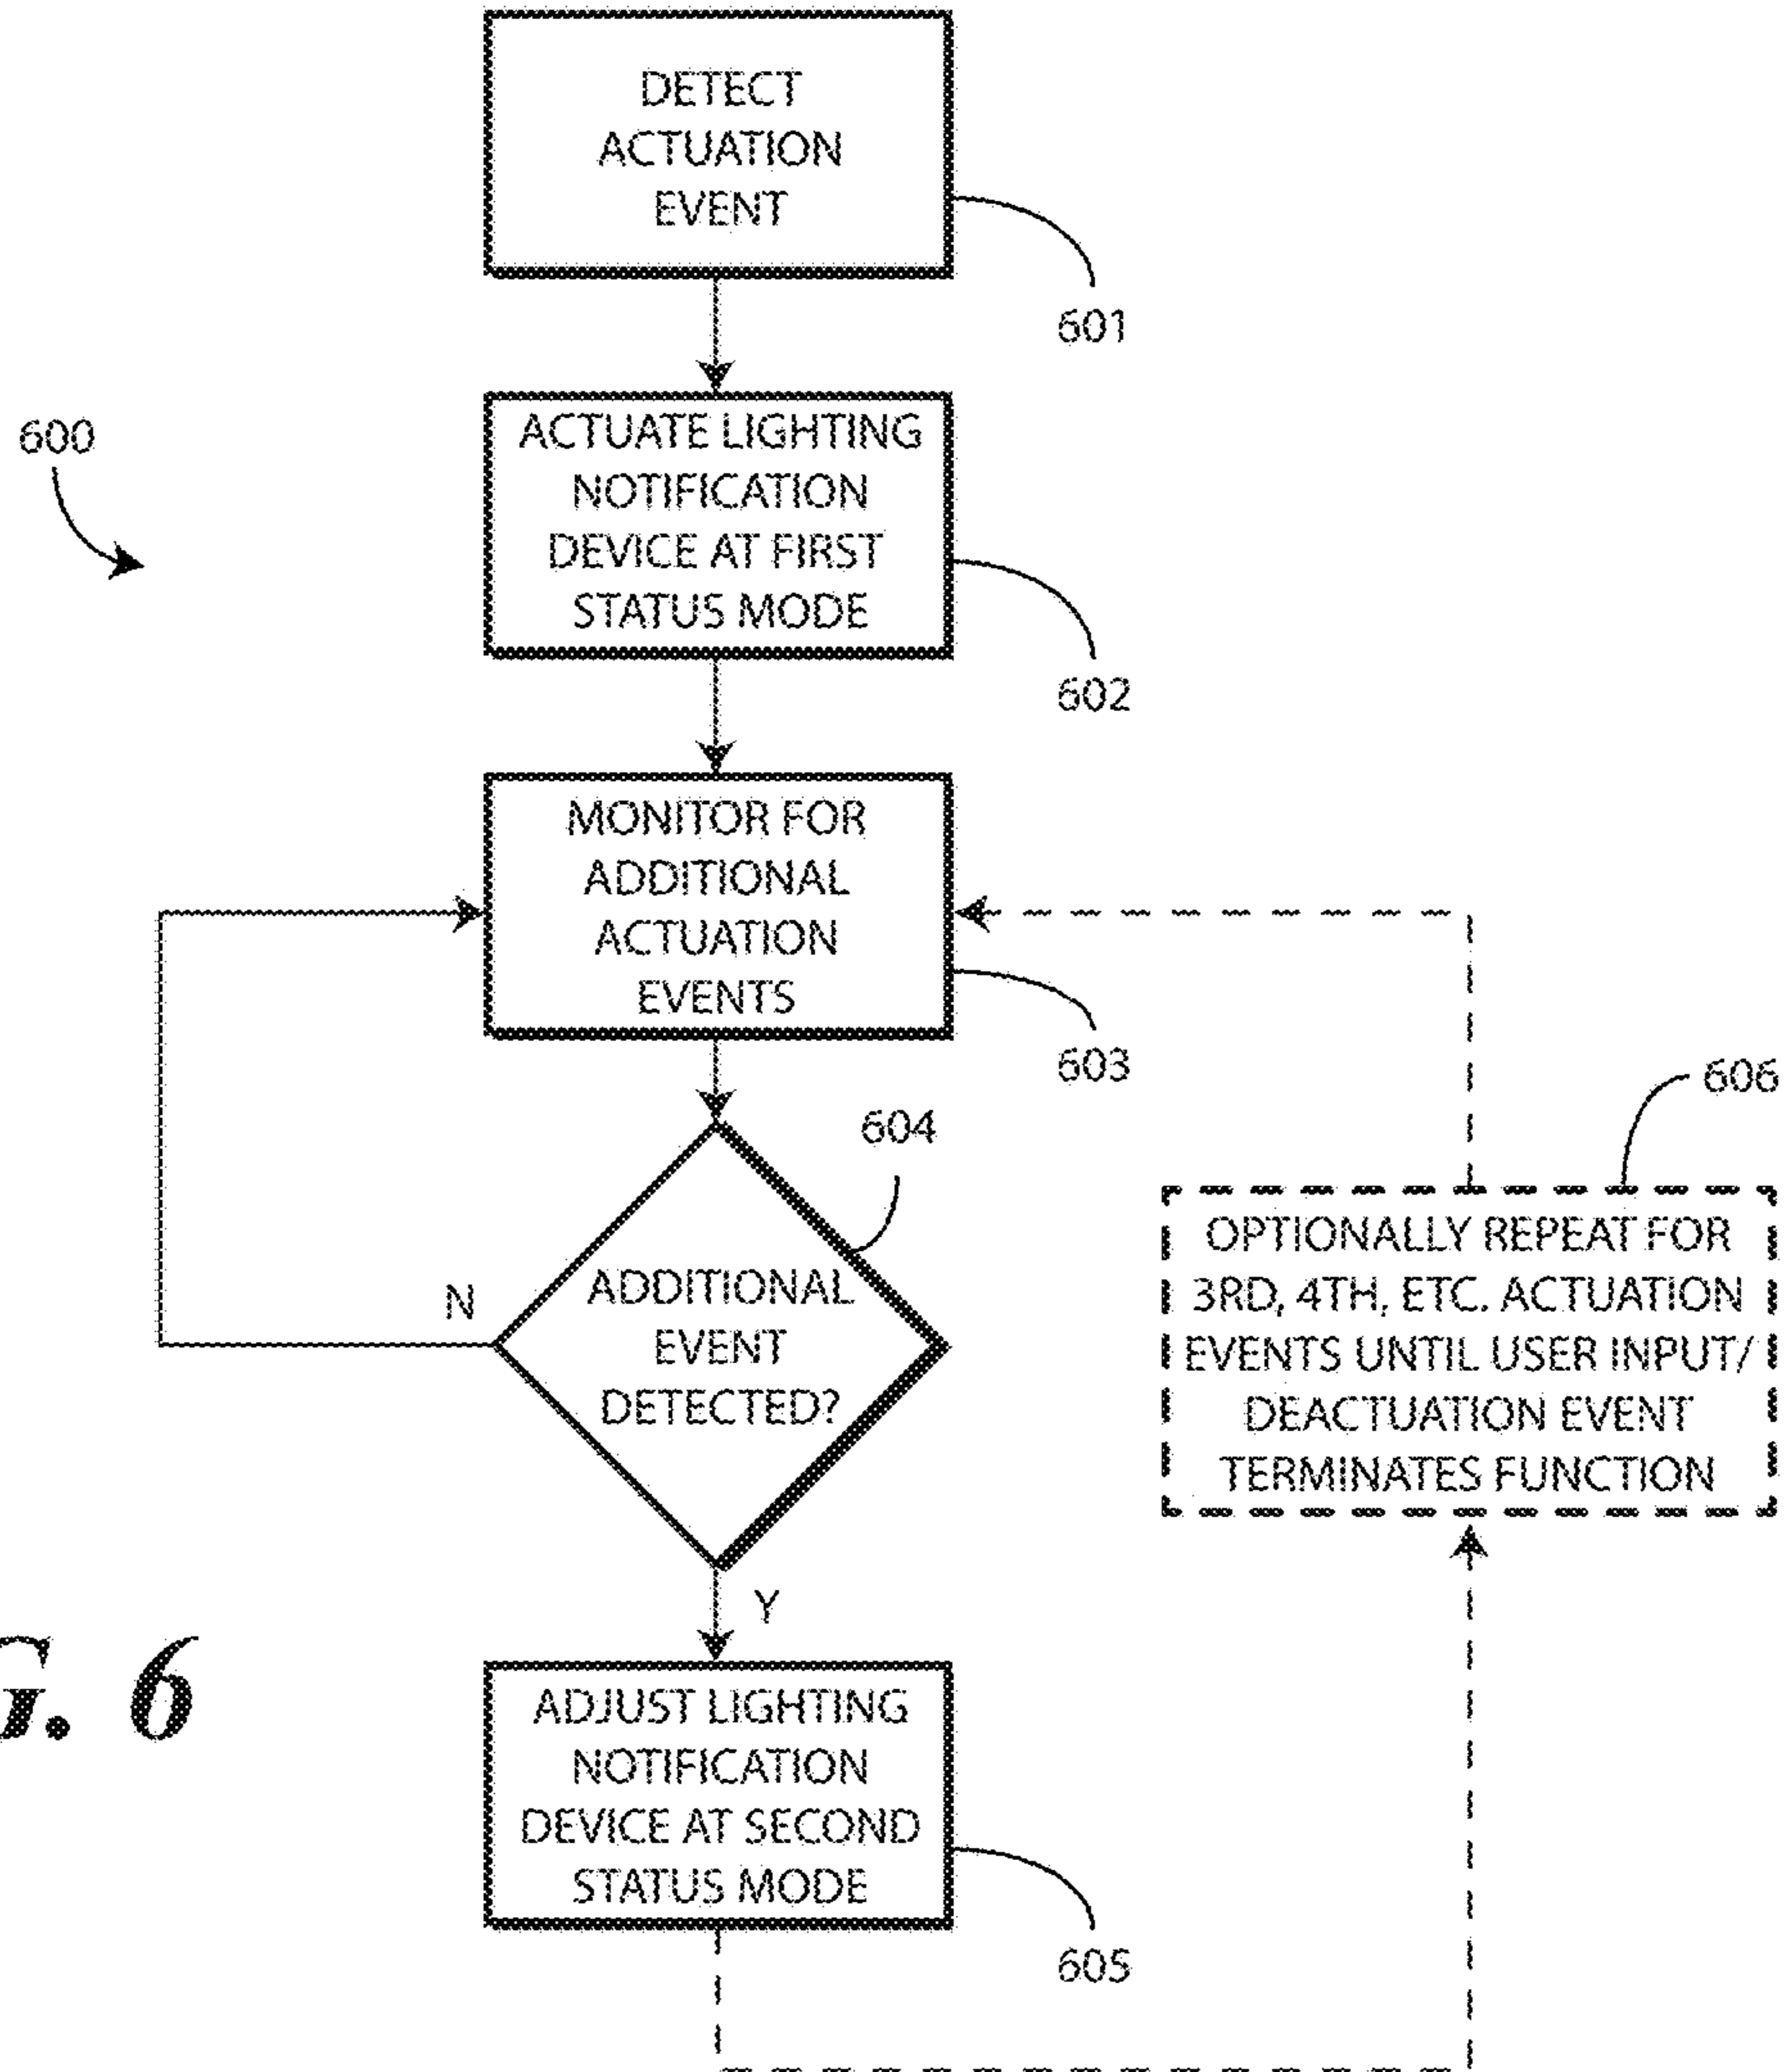 DETECT
ACTUATION
EVENT
601
600
ACTUATE LIGHTING
NOTIFICATION
DEVICE AT FIRST
STATUS MODE
602
MONITOR FOR
ADDITIONAL
ACTUATION
EVENTS
603
604
ADDITIONAL
EVENT
DETECTED?
N
Y
606
OPTIONALLY REPEAT FOR
3RD, 4TH, ETC. ACTUATION
EVENTS UNTIL USER INPUT/
DEACTUATION EVENT
TERMINATES FUNCTION
G. 6
ADJUST LIGHTING
NOTIFICATION
DEVICE AT SECOND
STATUS MODE
605